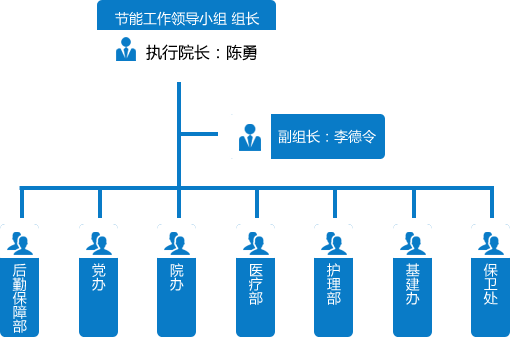 节能工作领导小组 组长
执行院长：陈勇
副组长：李德令
后勤保障部
党办
院办
医疗部
护理部
基建办
保卫处